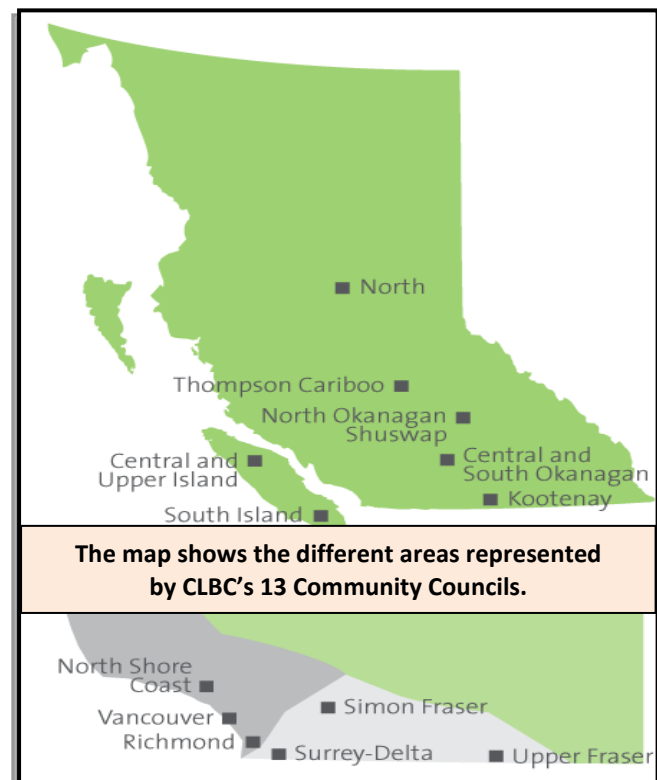 North
Thompson Cariboo
North Okanagan
Shuswap
Central and
Upper Island
Central and
South Okanagan
Kootenay
South Island
The map shows the different areas represented
by CLBC’s 13 Community Councils.
North Shore
Coast
Simon Fraser
Vancouver
Richmond
Surrey-Delta
Upper Fraser